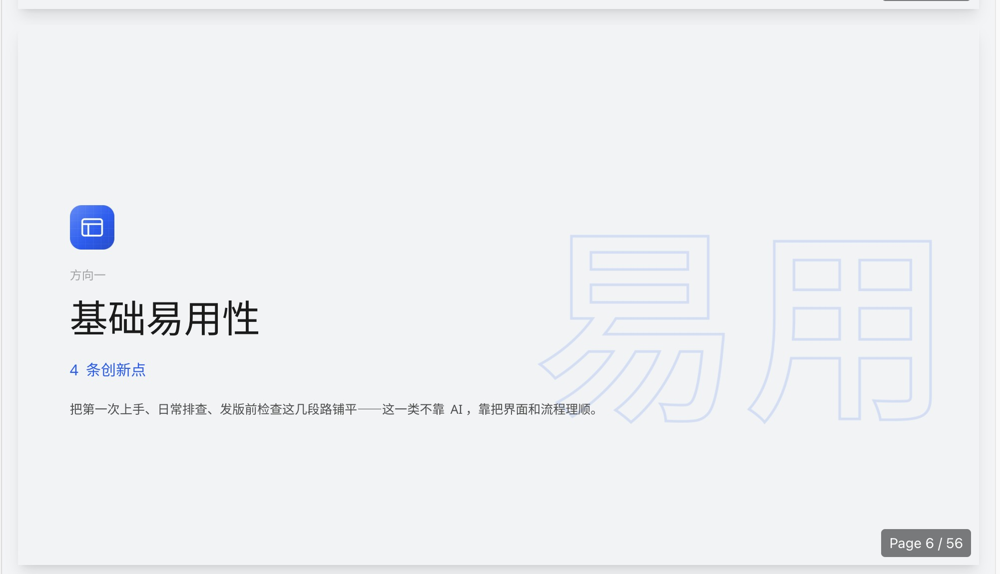 方向一
基础易用性
4 条创新点
把第一次上手、日常排查、发版前检查这几段路铺平——这一类不靠 AI，靠把界面和流程理顺。
易用
Page 6 / 56